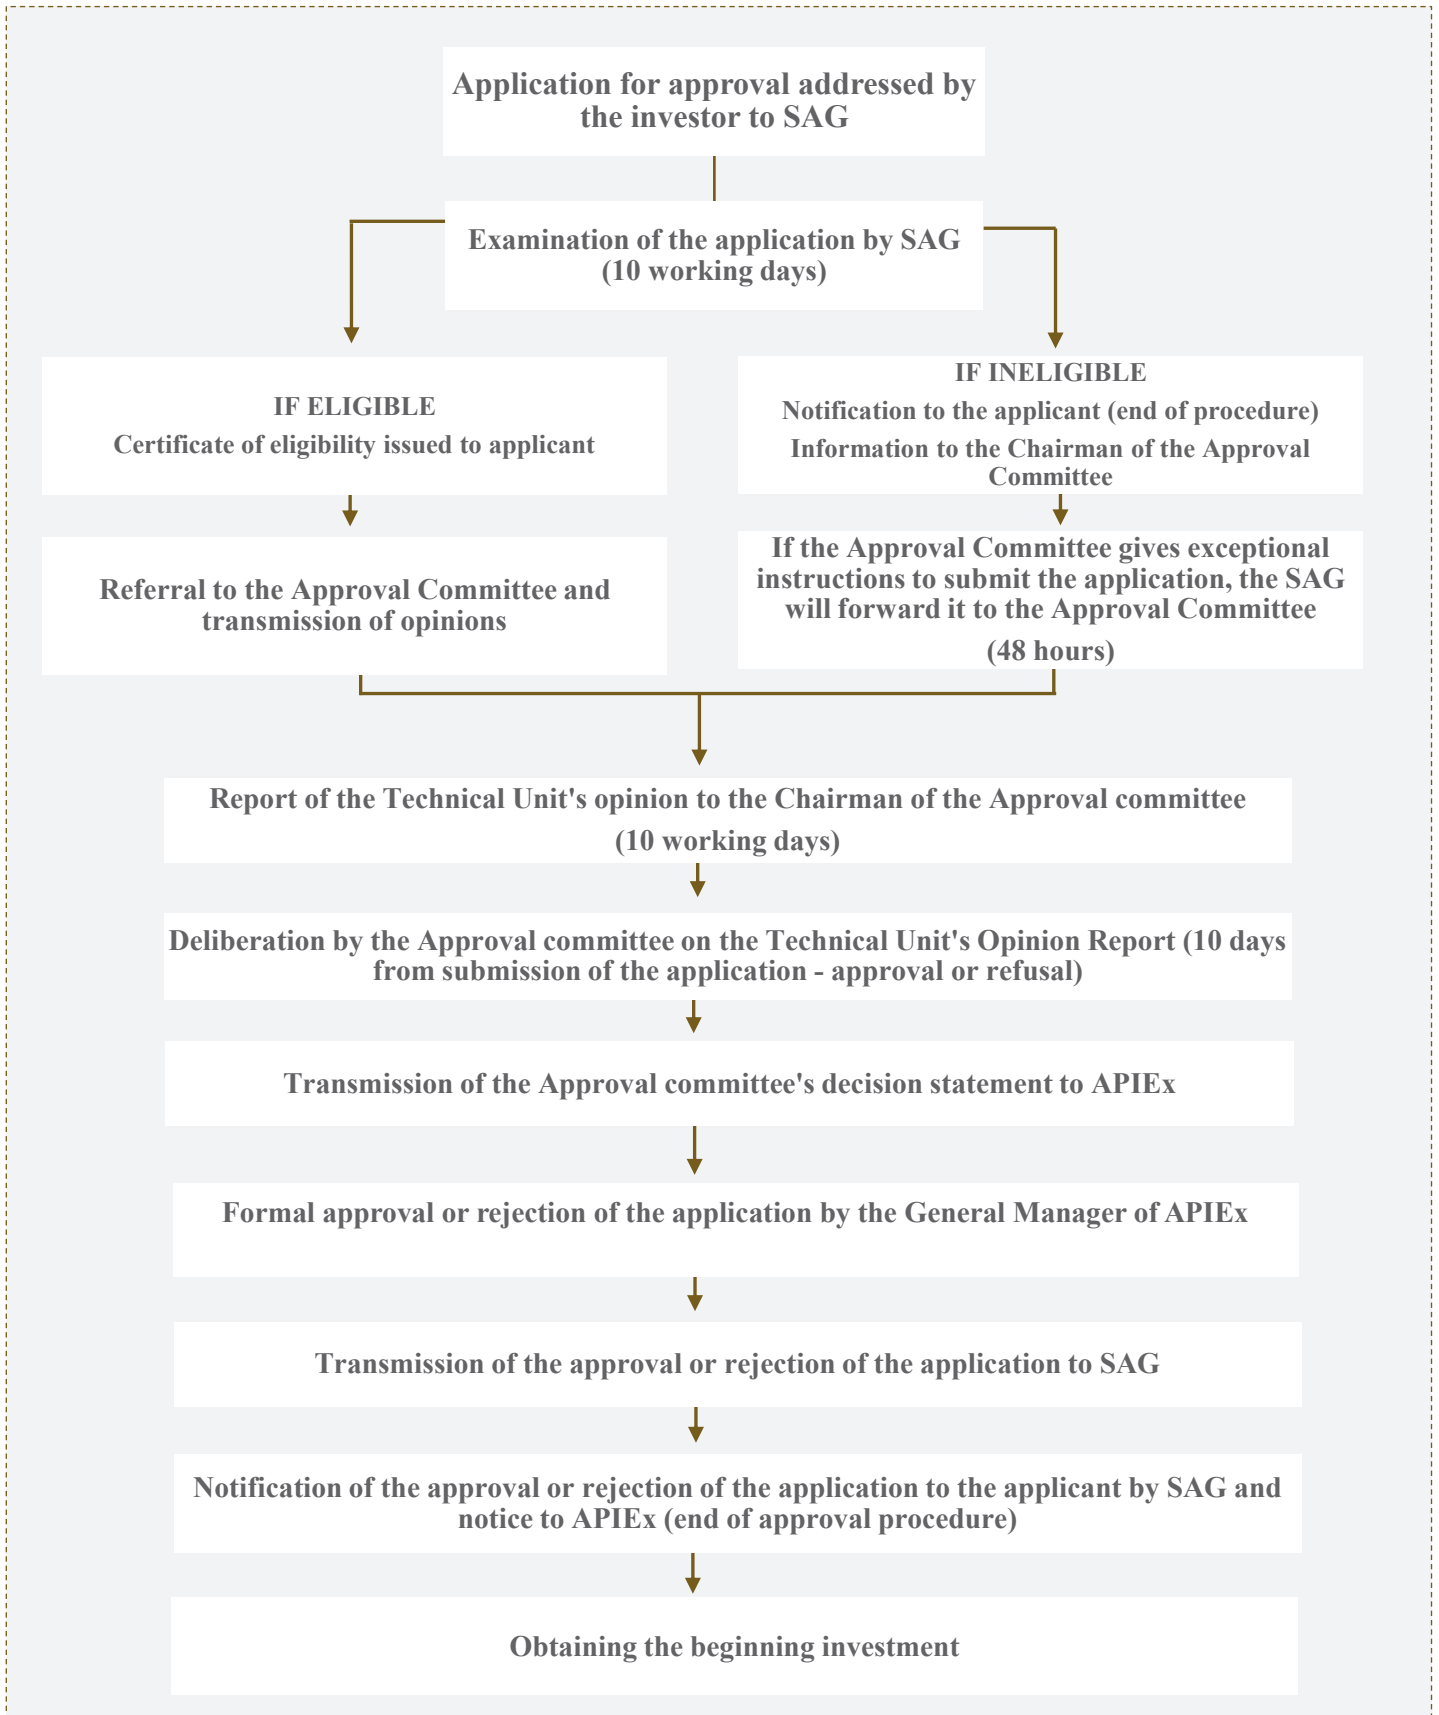 Application for approval addressed by
the investor to SAG
Examination of the application by SAG
(10 working days)
IF ELIGIBLE
Certificate of eligibility issued to applicant
IF INELIGIBLE
Notification to the applicant (end of procedure)
Information to the Chairman of the Approval
Committee
Referral to the Approval Committee and
transmission of opinions
If the Approval Committee gives exceptional
instructions to submit the application, the SAG
will forward it to the Approval Committee
(48 hours)
Report of the Technical Unit's opinion to the Chairman of the Approval committee
(10 working days)
Deliberation by the Approval committee on the Technical Unit's Opinion Report (10 days
from submission of the application - approval or refusal)
Transmission of the Approval committee's decision statement to APIEx
Formal approval or rejection of the application by the General Manager of APIEx
Transmission of the approval or rejection of the application to SAG
Notification of the approval or rejection of the application to the applicant by SAG and
notice to APIEx (end of approval procedure)
Obtaining the beginning investment